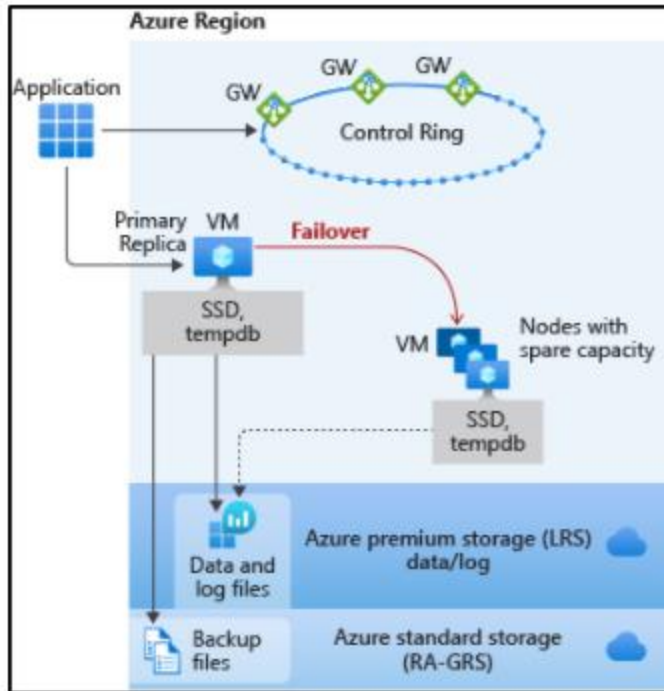 Azure Region
GW
GW
GW
Application
Control Ring
Primary
Replica
VM
Failover
SSD,
tempdb
VM
Nodes with
spare capacity
SSD,
tempdb
Data and
log files
Azure premium storage (LRS)
data/log
Backup
files
Azure standard storage
(RA-GRS)